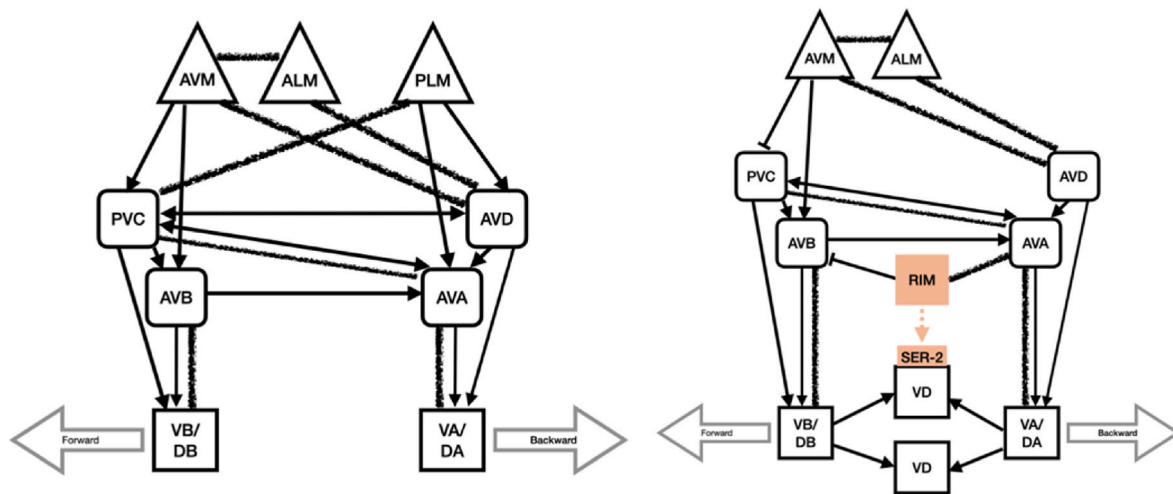 AVM
ALM
PLM
PVC
AVD
AVB
AVA
Forward
VB/
DB
VA/
DA
Backward
AVM
ALM
PVC
AVD
AVB
AVA
RIM
SER-2
VD
Forward
VB/
DB
VA/
DA
Backward
VD